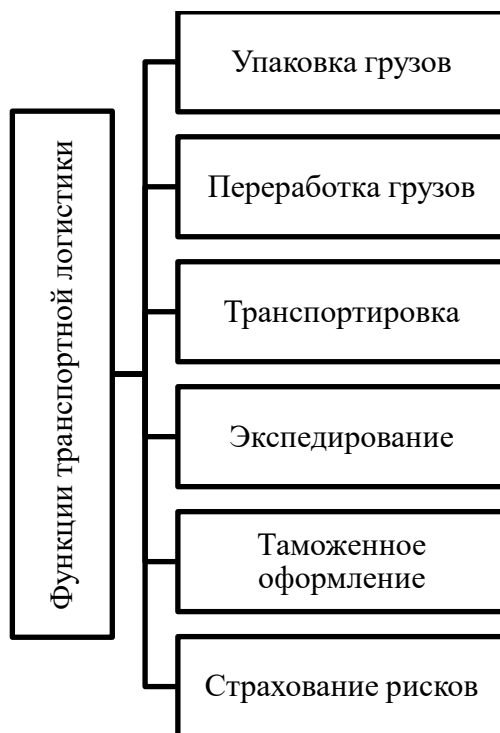 Функции транспортной логистики
Упаковка грузов
Переработка грузов
Транспортировка
Экспедирование
Таможенное
оформление
Страхование рисков